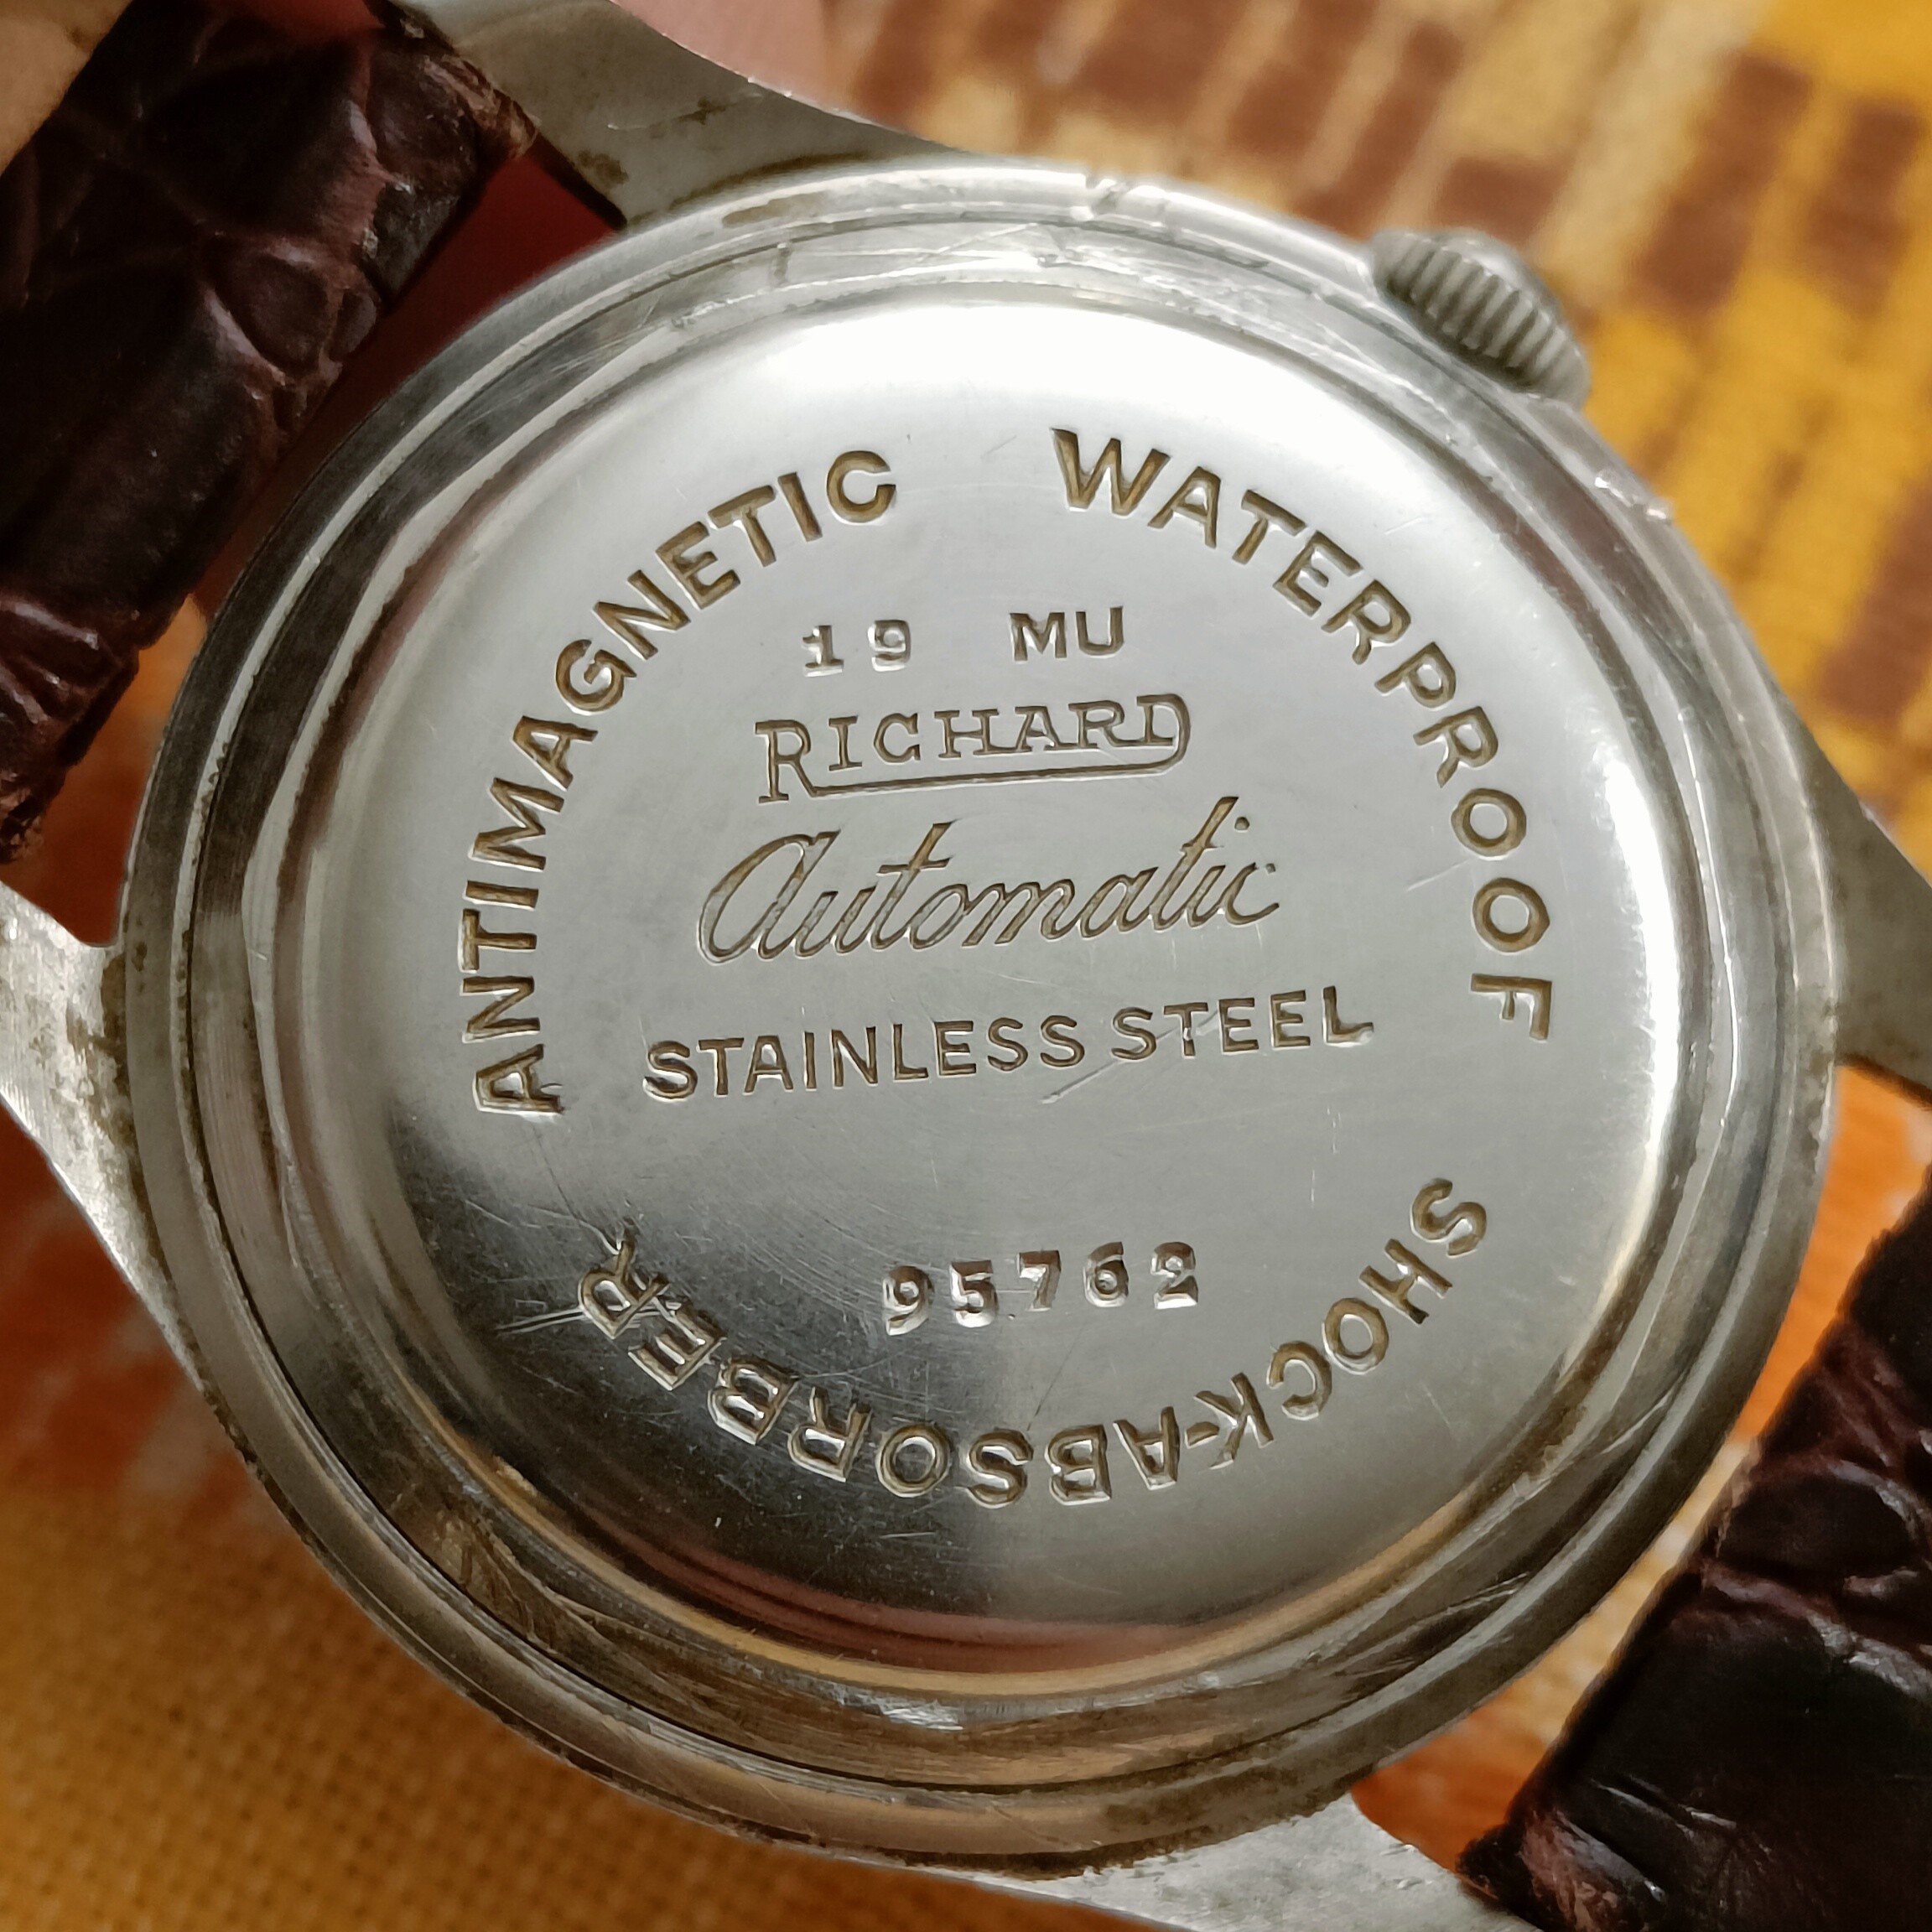 ANTIMAGNETIC WATERPROOF
19 MU
RICHARD
Automatic
STAINLESS STEEL
95762
SHOCK-ABSORBER